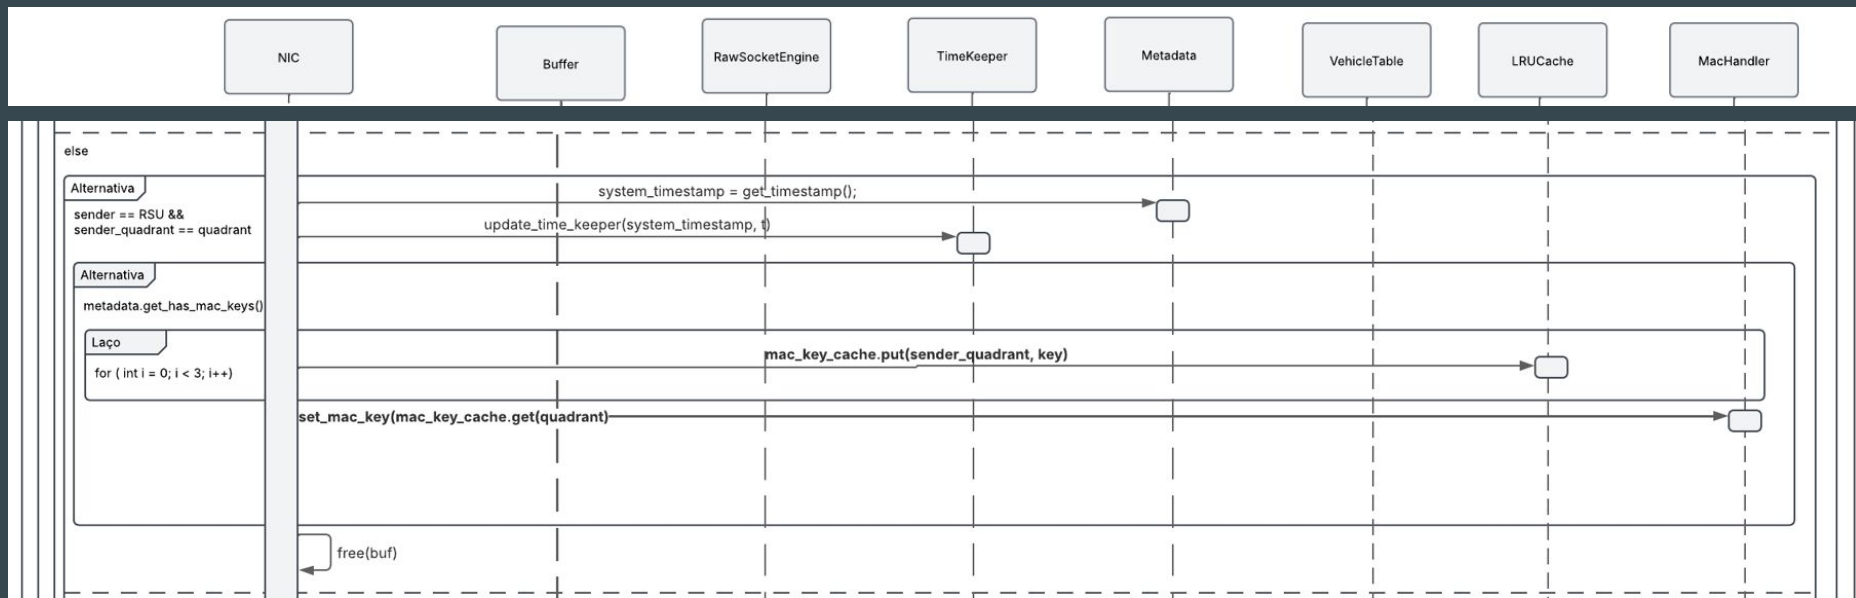 NIC
Buffer
RawSocketEngine
TimeKeeper
Metadata
VehicleTable
LRUCache
MacHandler
else
Alternativa
sender == RSU &&
sender_quadrant == quadrant
system_timestamp = get_timestamp();
update_time_keeper(system_timestamp, t)
Alternativa
metadata.get_has_mac_keys()
Laço
for ( int i = 0; i < 3; i++)
mac_key_cache.put(sender_quadrant, key)
set_mac_key(mac_key_cache.get(quadrant)
free(buf)